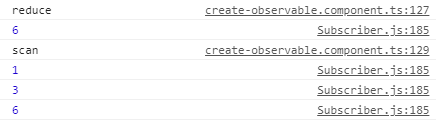 reduce create-observable.component.ts:127
6 Subscriber.js:185
scan create-observable.component.ts:129
1 Subscriber.js:185
3 Subscriber.js:185
6 Subscriber.js:185